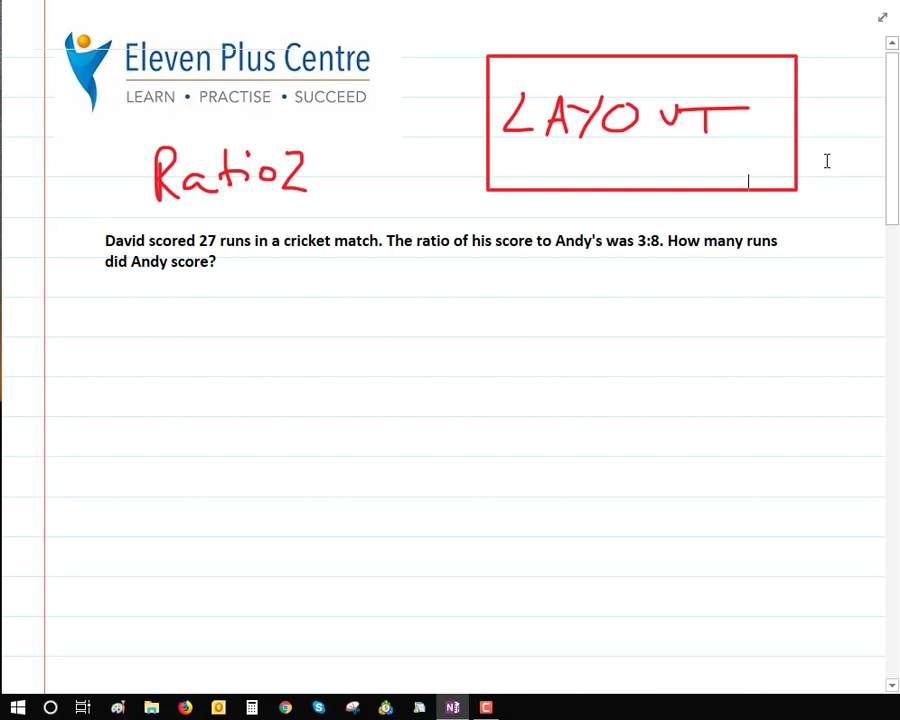 Eleven Plus Centre
LEARN • PRACTISE • SUCCEED
LAYOUT
Ratio2
David scored 27 runs in a cricket match. The ratio of his score to Andy's was 3:8. How many runs
did Andy score?